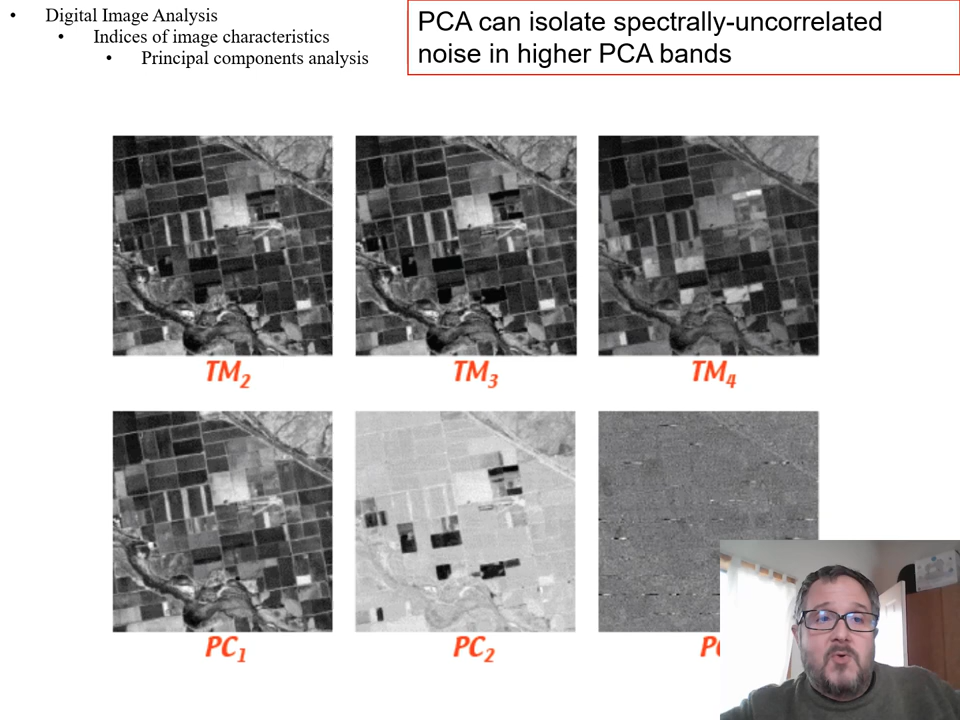 • Digital Image Analysis
• Indices of image characteristics
• Principal components analysis
PCA can isolate spectrally-uncorrelated
noise in higher PCA bands
TM2
TM3
TM4
PC1
PC2